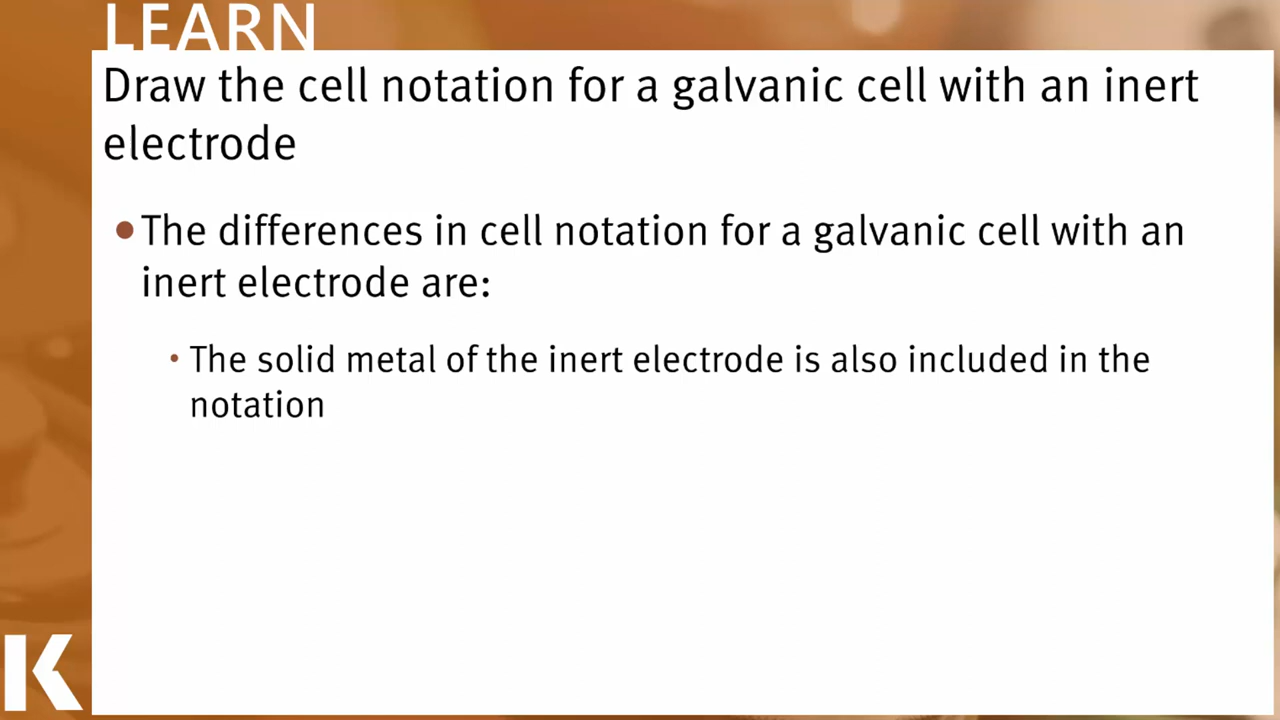 LEARN
Draw the cell notation for a galvanic cell with an inert
electrode
• The differences in cell notation for a galvanic cell with an
inert electrode are:
• The solid metal of the inert electrode is also included in the
notation
K